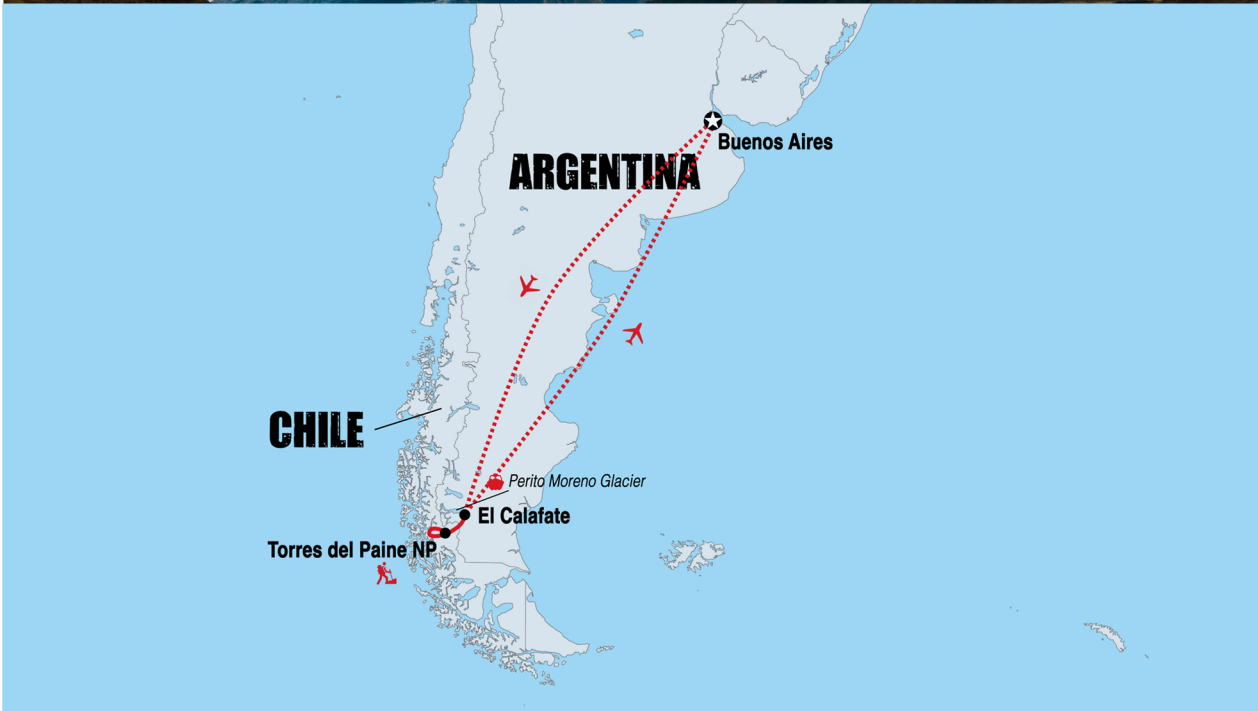 Buenos Aires
ARGENTINA
CHILE
Perito Moreno Glacier
El Calafate
Torres del Paine NP